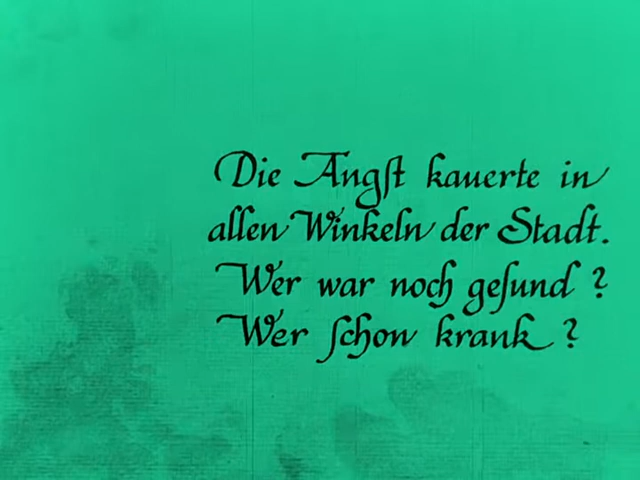 Die Angſt kauerte in
allen Winkeln der Stadt.
Wer war noch geſund ?
Wer ſchon krank ?